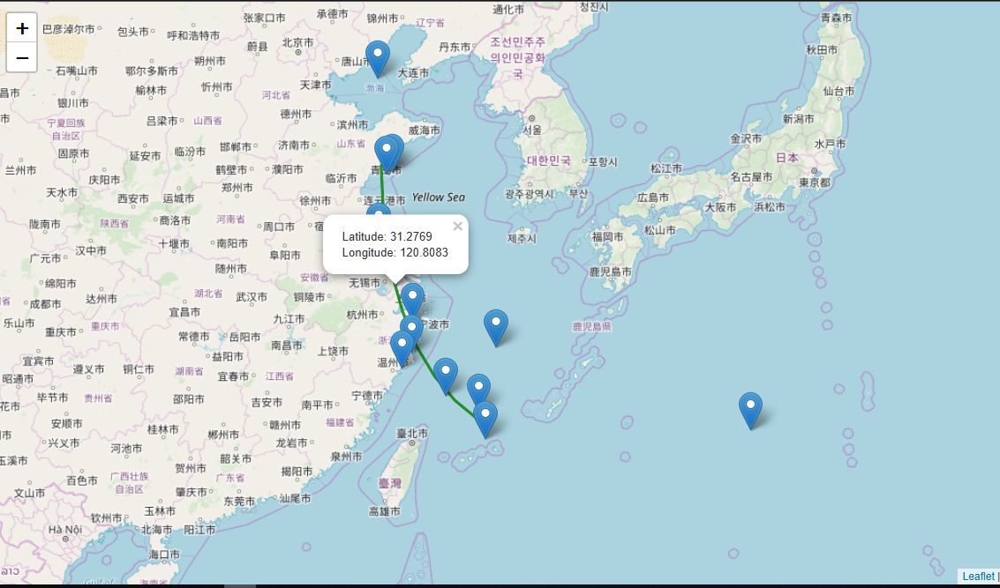 +
−
巴彦淖尔市
包头市
呼和浩特市
张家口市
承德市
锦州市
辽宁省
通化市
청진시
青森市
蔚县
北京市
丹东市
조선민주주
의인민공화
국
秋田市
石嘴山市
鄂尔多斯市
朔州市
唐山
大连市
昌市
榆林市
忻州市
天津市
渤海
仙台市
银川市
河北省
서울
新潟市
宁夏回族
自治区
吕梁市
山西省
德州市
滨州市
威海市
金沢市
水戸市
固原市
延安市
临汾市
邯郸市
济南市
山东省
대한민국
포항시
松江市
日本
兰州市
庆阳市
鹤壁市
濮阳市
临沂市
名古屋市
東京都
天水市
西安市
运城市
郑州市
徐州市
连云港市
Yellow Sea
광주광역시
부산
広島市
大阪市
浜松市
陇南市
陕西省
商洛市
河南省
周口市
제주시
福岡市
松山市
汉中市
十堰市
南阳市
阜阳市
Latitude: 31.2769
Longitude: 120.8083
×
广元市
随州市
安徽省
无锡市
鹿児島市
绵阳市
达州市
湖北省
武汉市
铜陵市
成都市
宜昌市
九江市
杭州市
宁波市
乐山市
重庆市
重庆市
常德市
岳阳市
南昌市
上饶市
鹿児島県
宜宾市
益阳市
温州
昭通市
遵义市
铜仁市
湖南省
宜春市
江西省
毕节市
贵州省
邵阳市
吉安市
南平市
宁德市
安顺市
桂林市
郴州市
赣州市
福建省
兴义市
河池市
韶关市
龙岩市
泉州市
臺北市
玉溪市
百色市
广西壮族
自治区
贺州市
广东省
揭阳市
文山市
肇庆市
东莞市
汕尾市
臺灣
高雄市
钦州市
玉林市
Hà Nội
北海市
阳江市
海口市
ລາວ
Gulf of
海南省
Leaflet |